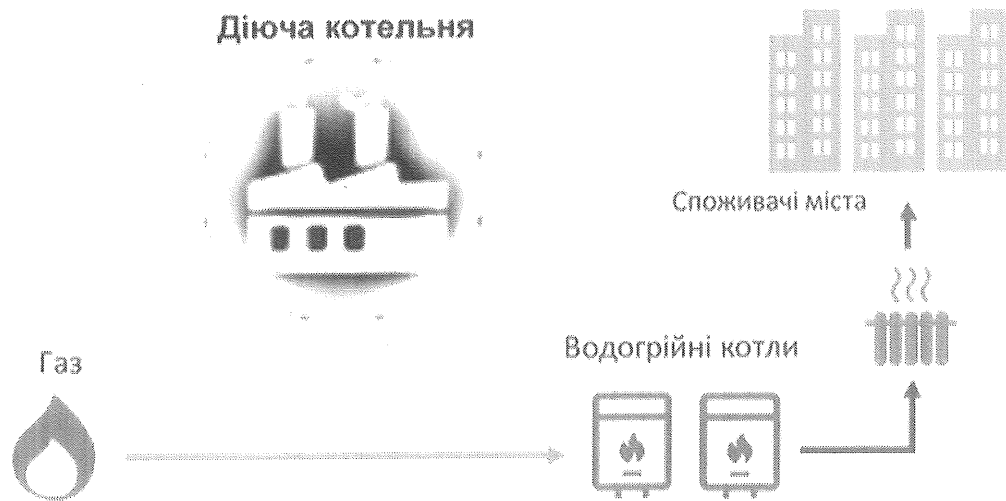 Діюча котельня
Споживачі міста
Газ
Водогрійні котли